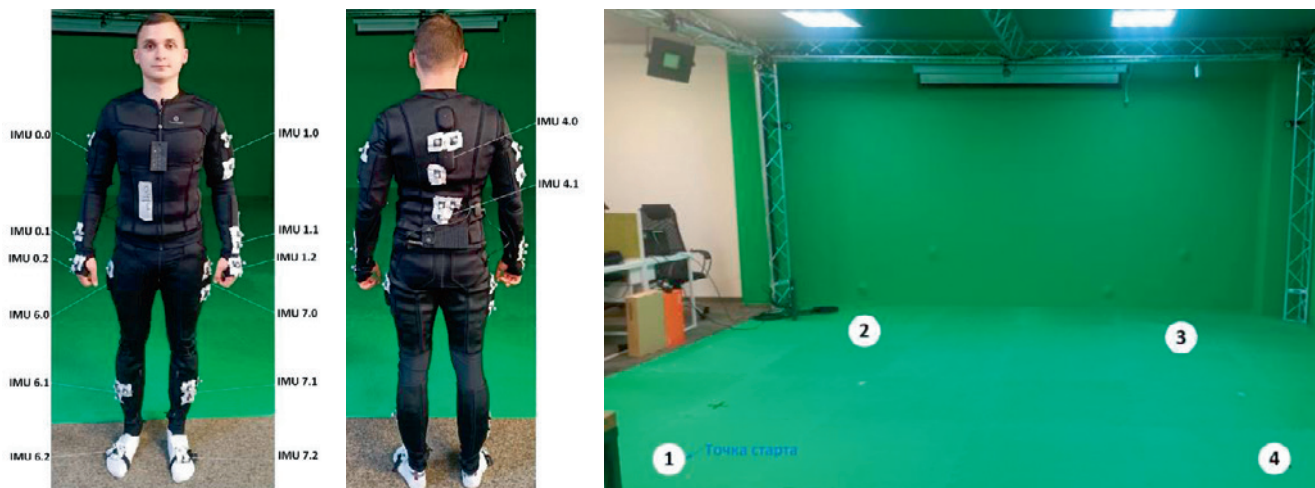 IMU 0.0
IMU 1.0
IMU 0.1
IMU 1.1
IMU 0.2
IMU 1.2
IMU 6.0
IMU 7.0
IMU 6.1
IMU 7.1
IMU 6.2
IMU 7.2
IMU 4.0
IMU 4.1
2
3
1
Точка старта
4